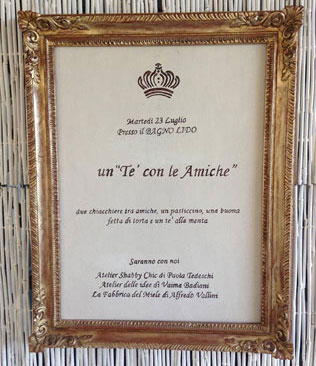 Martedì 23 Luglio
Presso il BAGNO LIDO
un "Te' con le Amiche"
due chiacchiere tra amiche, un pasticcino, una buona
fetta di torta e un te' alla menta
Saranno con noi
Atelier Shabby Chic di Paola Tedeschi
Atelier delle idee di Vaima Badiani
La Fabbrica del Miele di Alfredo Vallini